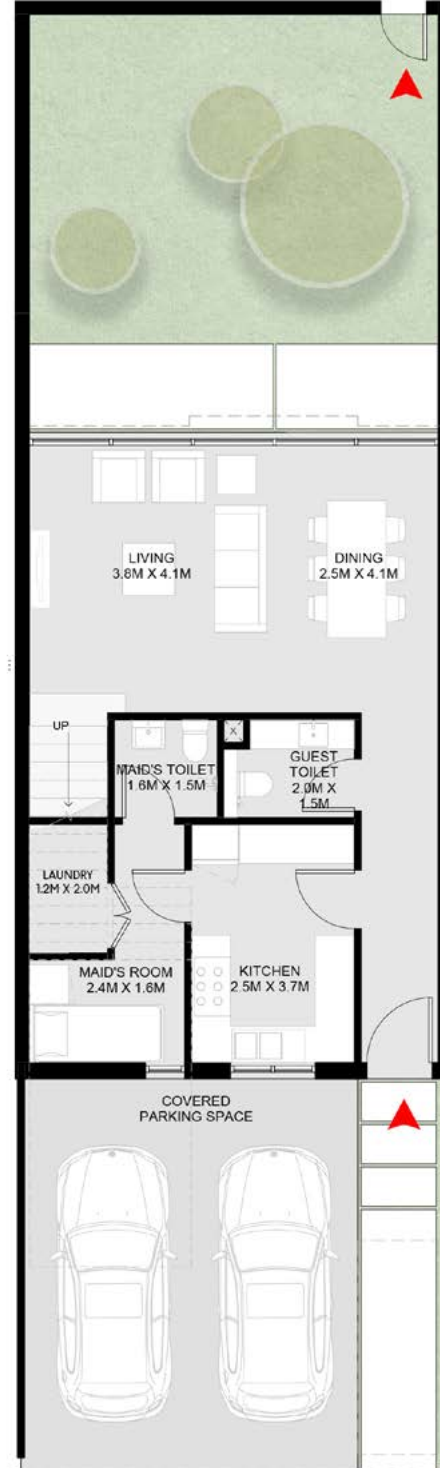 LIVING
3.8M X 4.1M
DINING
2.5M X 4.1M
UP
X
MAID'S TOILET
1.6M X 1.5M
GUEST
TOILET
2.0M X
1.5M
LAUNDRY
1.2M X 2.0M
MAID'S ROOM
2.4M X 1.6M
KITCHEN
2.5M X 3.7M
COVERED
PARKING SPACE